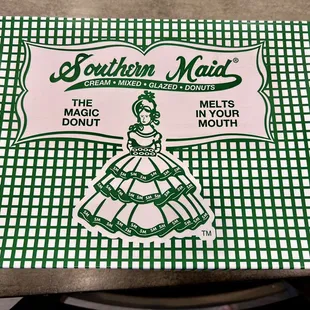 Southern Maid®
CREAM • MIXED • GLAZED • DONUTS
THE
MAGIC
DONUT
MELTS
IN YOUR
MOUTH
TM